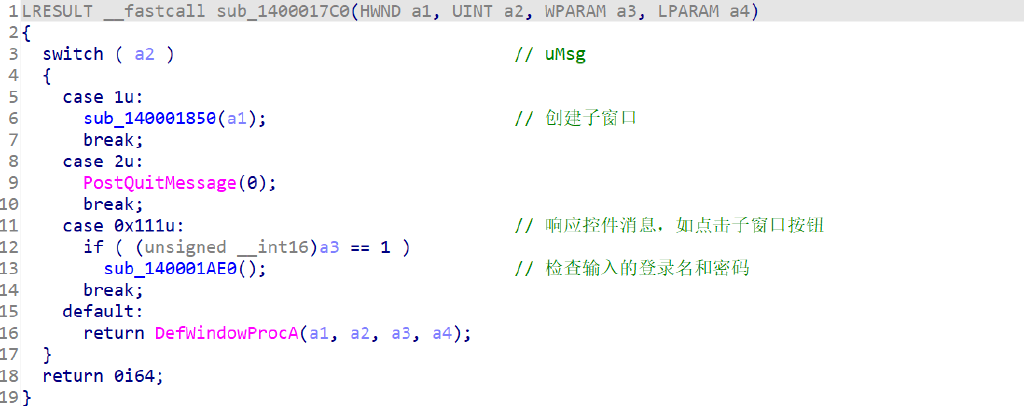 1 LRESULT __fastcall sub_1400017C0(HWND a1, UINT a2, WPARAM a3, LPARAM a4)
2 {
3   switch ( a2 )                                 // uMsg
4   {
5     case 1u:
6       sub_140001850(a1);                        // 创建子窗口
7       break;
8     case 2u:
9       PostQuitMessage(0);
10       break;
11     case 0x111u:                                // 响应控件消息，如点击子窗口按钮
12       if ( (unsigned __int16)a3 == 1 )
13         sub_140001AE0();                        // 检查输入的登录名和密码
14       break;
15     default:
16       return DefWindowProcA(a1, a2, a3, a4);
17   }
18   return 0i64;
19 }